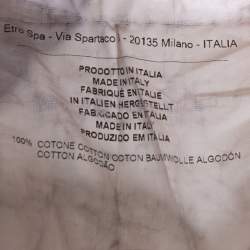 Etro Spa - Via Spartaco - 20135 Milano - ITALIA
PRODOTTO IN ITALIA
MADE IN ITALY
FABRIQUÉ EN ITALIE
IN ITALIEN HERGESTELLT
FABRICADO EN ITALIA
MADE IN ITALY
PRODUZIDO EM ITÁLIA
100% COTONE COTTON COTON BAUMWOLLE ALGODÓN
COTTON ALGODÃO